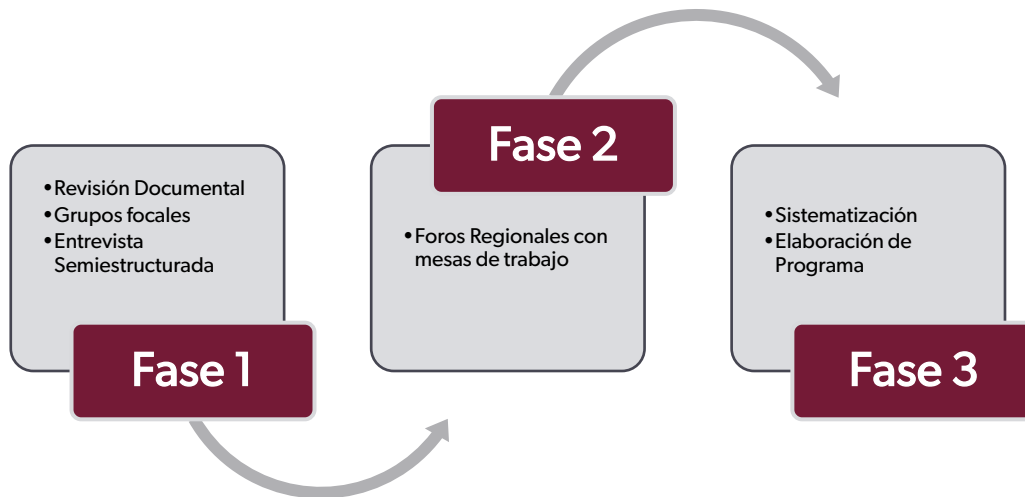 Fase 1
•Revisión Documental
•Grupos focales
•Entrevista
Semiestructurada
Fase 2
•Foros Regionales con
mesas de trabajo
Fase 3
•Sistematización
•Elaboración de
Programa